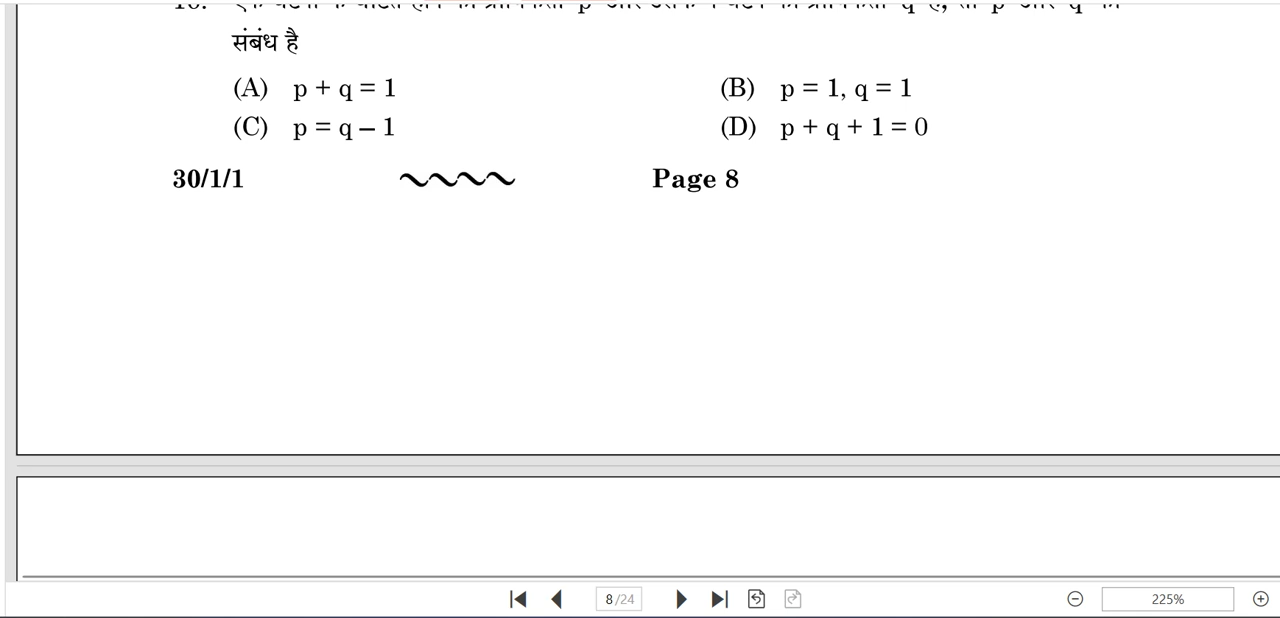 संबंध है
(A) p + q = 1 (B) p = 1, q = 1
(C) p = q – 1 (D) p + q + 1 = 0
30/1/1 Page 8
8 /24 225%